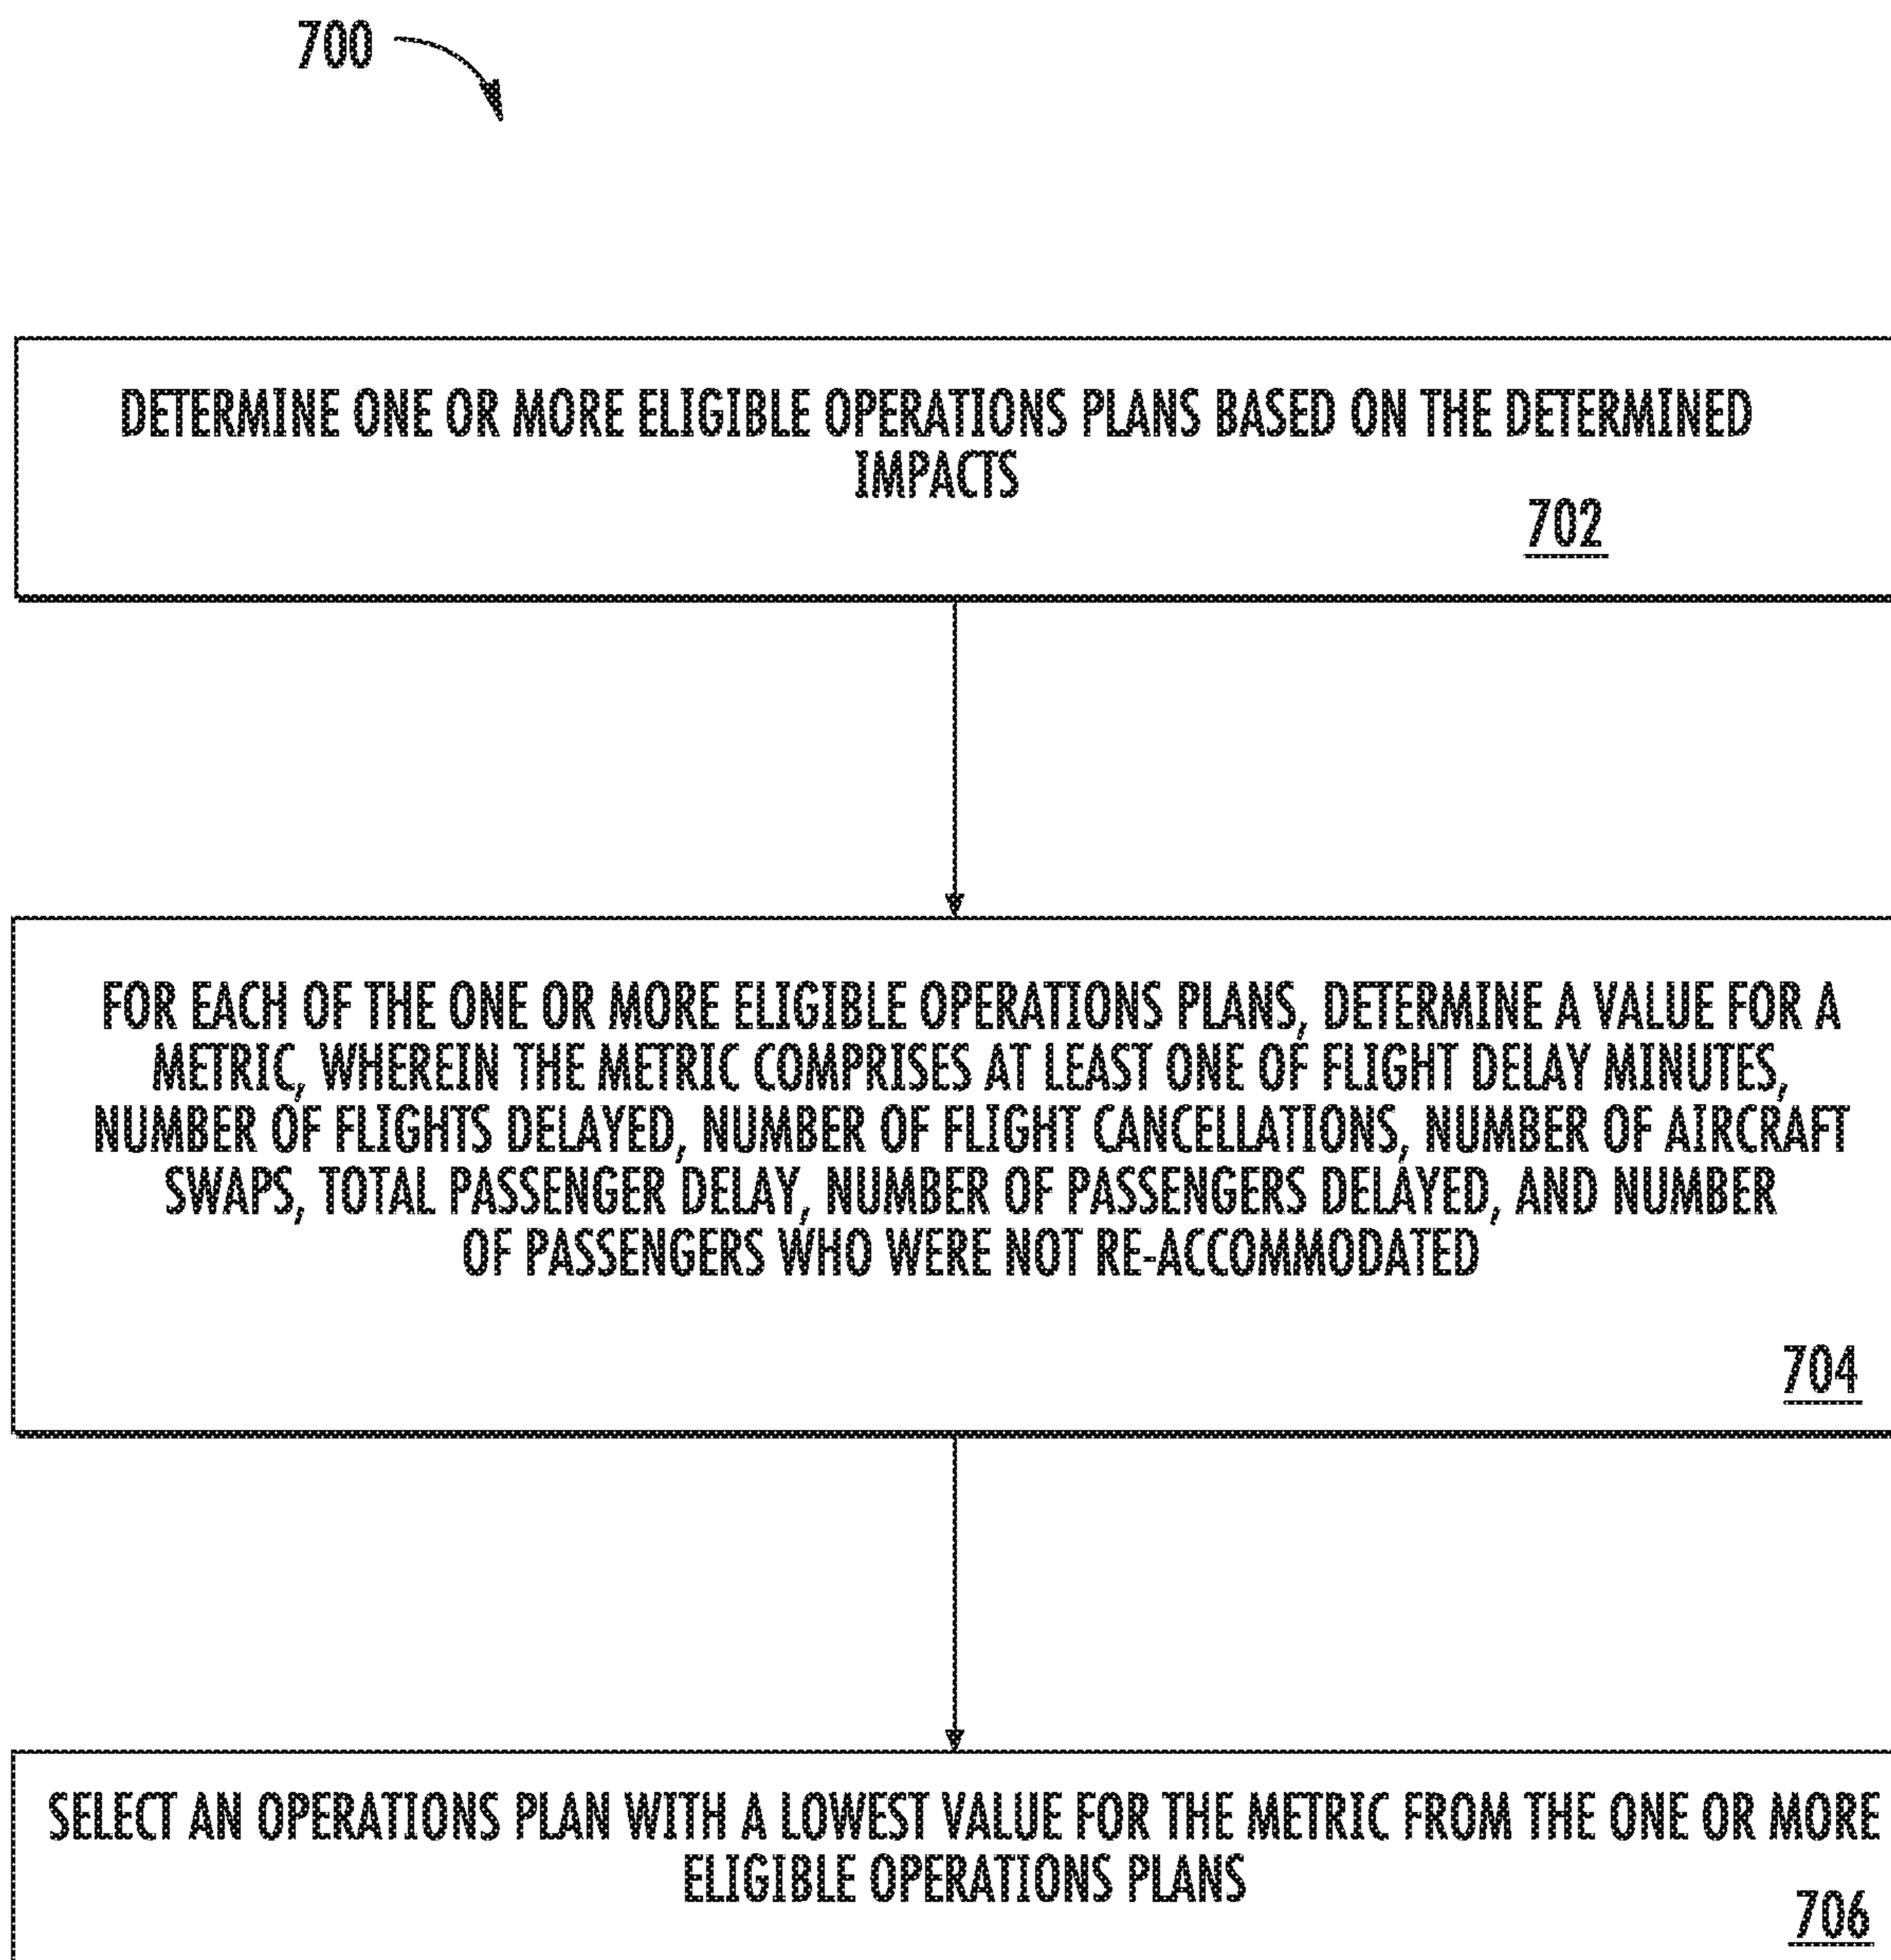 700
DETERMINE ONE OR MORE ELIGIBLE OPERATIONS PLANS BASED ON THE DETERMINED
IMPACTS
702
FOR EACH OF THE ONE OR MORE ELIGIBLE OPERATIONS PLANS, DETERMINE A VALUE FOR A
METRIC, WHEREIN THE METRIC COMPRISES AT LEAST ONE OF FLIGHT DELAY MINUTES,
NUMBER OF FLIGHTS DELAYED, NUMBER OF FLIGHT CANCELLATIONS, NUMBER OF AIRCRAFT
SWAPS, TOTAL PASSENGER DELAY, NUMBER OF PASSENGERS DELAYED, AND NUMBER
OF PASSENGERS WHO WERE NOT RE-ACCOMMODATED
704
SELECT AN OPERATIONS PLAN WITH A LOWEST VALUE FOR THE METRIC FROM THE ONE OR MORE
ELIGIBLE OPERATIONS PLANS
706